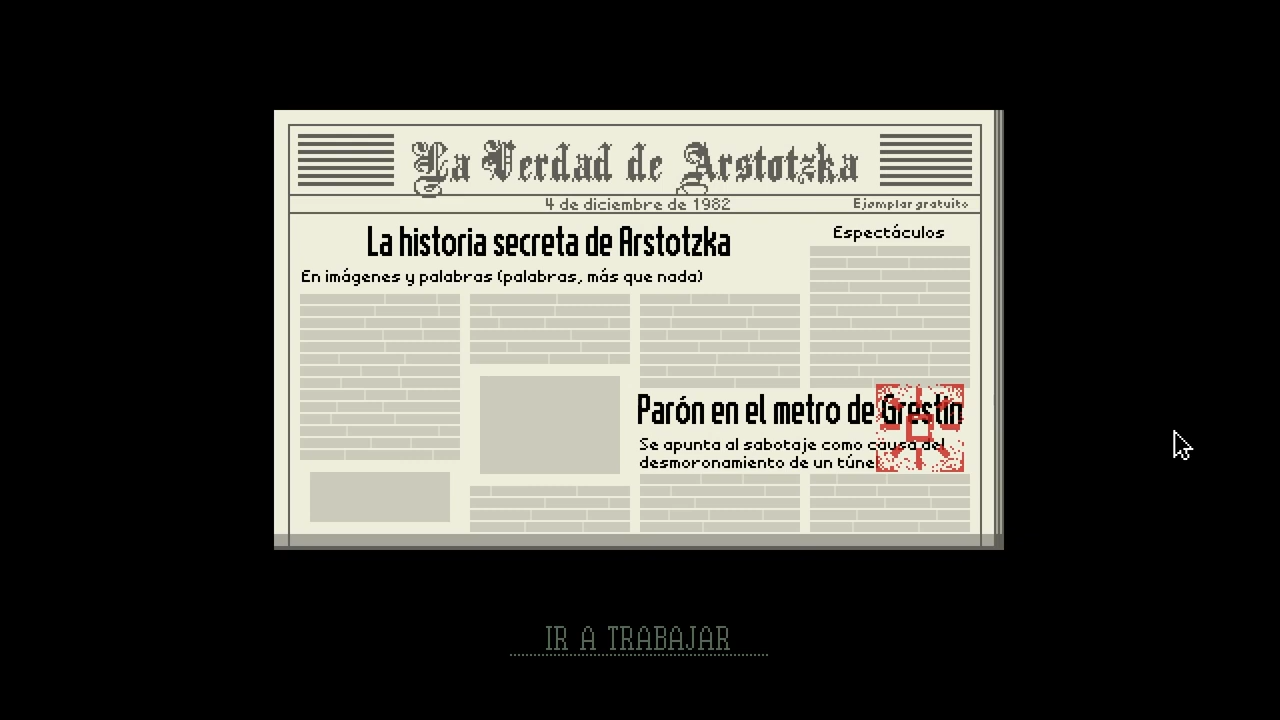 La Verdad de Arstotzka
4 de diciembre de 1982
Ejemplar gratuito
La historia secreta de Arstotzka
En imágenes y palabras (palabras, más que nada)
Espectáculos
Parón en el metro de Grestin
Se apunta al sabotaje como causa del
desmoronamiento de un túnel
IR A TRABAJAR